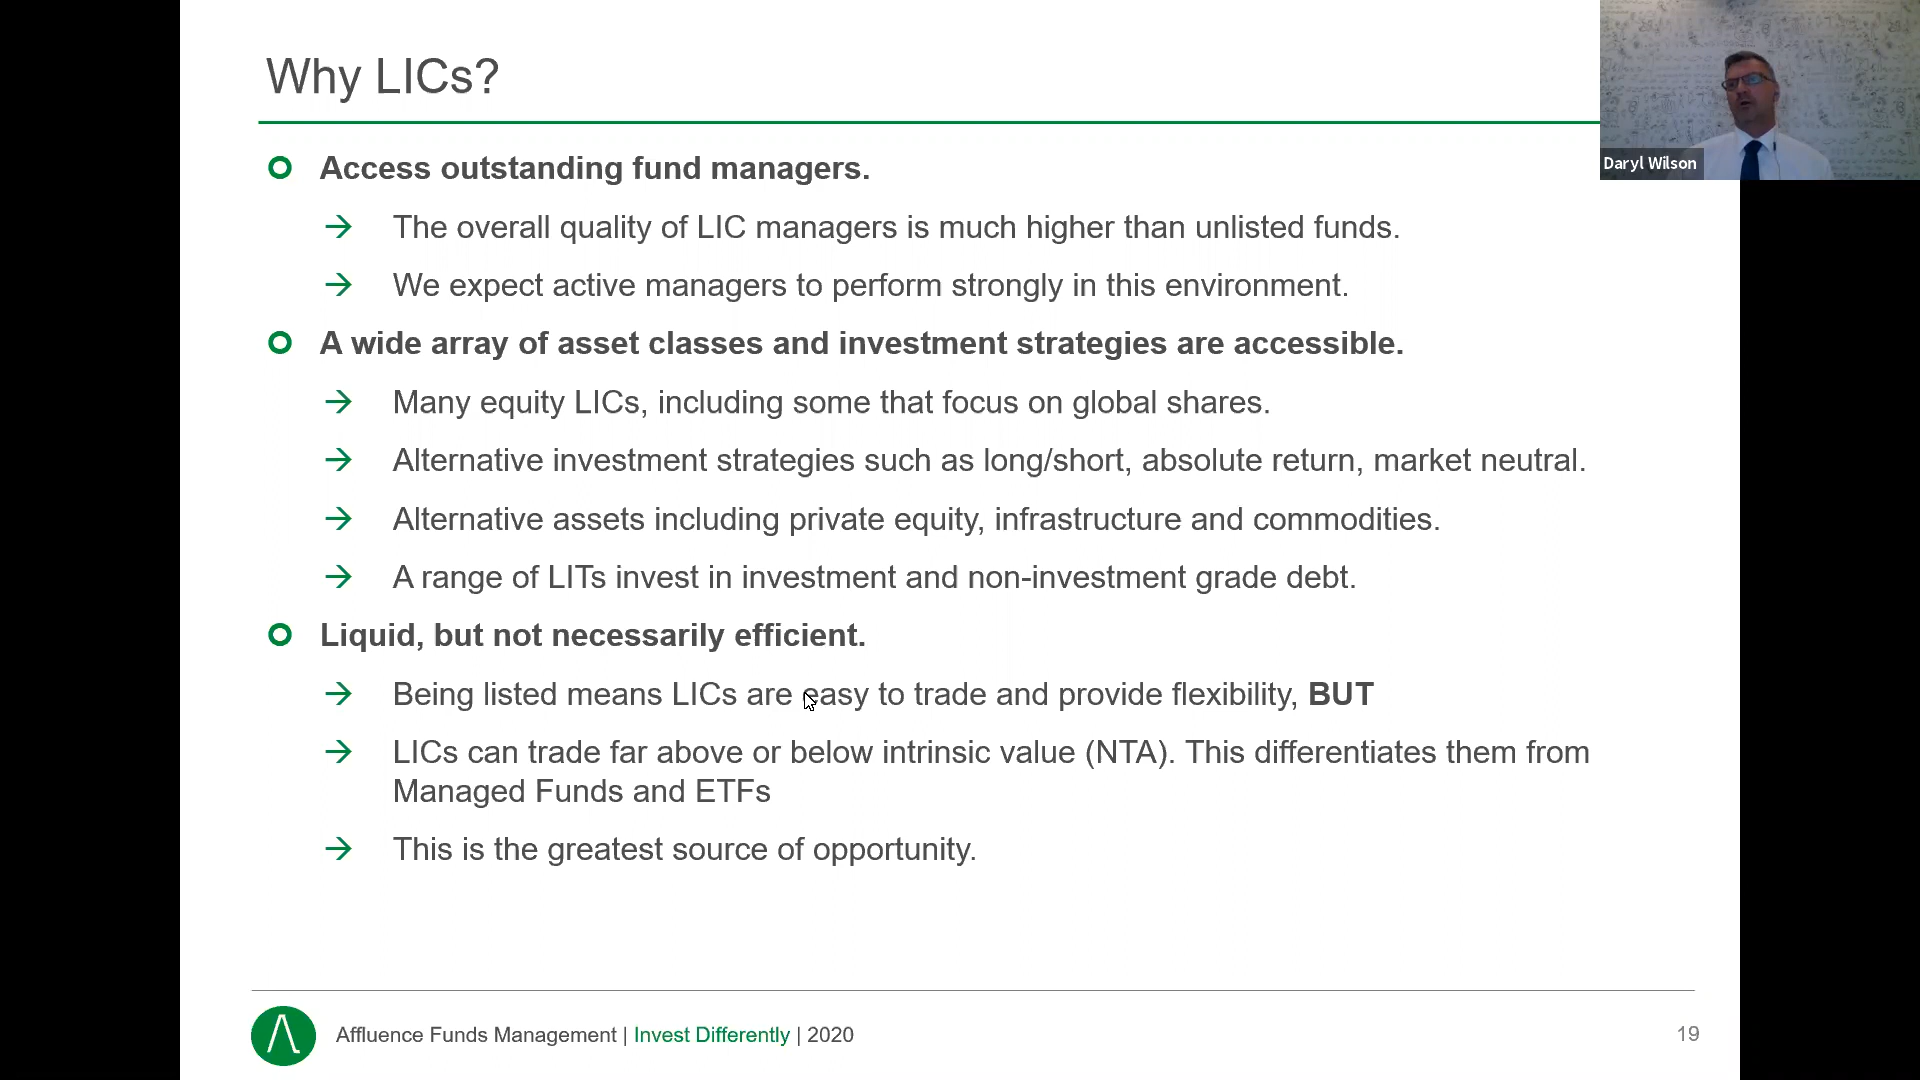 Why LICs?
Daryl Wilson
Access outstanding fund managers.
The overall quality of LIC managers is much higher than unlisted funds.
We expect active managers to perform strongly in this environment.
A wide array of asset classes and investment strategies are accessible.
Many equity LICs, including some that focus on global shares.
Alternative investment strategies such as long/short, absolute return, market neutral.
Alternative assets including private equity, infrastructure and commodities.
A range of LITs invest in investment and non-investment grade debt.
Liquid, but not necessarily efficient.
Being listed means LICs are easy to trade and provide flexibility, BUT
LICs can trade far above or below intrinsic value (NTA). This differentiates them from
Managed Funds and ETFs
This is the greatest source of opportunity.
Affluence Funds Management | Invest Differently | 2020
19